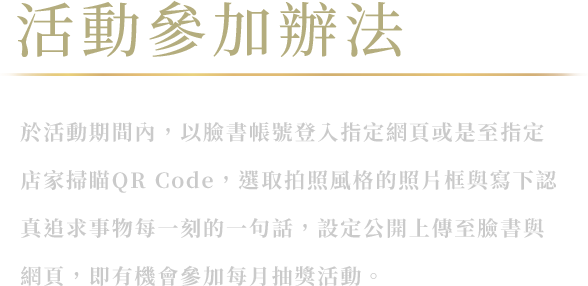 活動參加辦法
於活動期間內，以臉書帳號登入指定網頁或是至指定
店家掃瞄QR Code，選取拍照風格的照片框與寫下認
真追求事物每一刻的一句話，設定公開上傳至臉書與
網頁，即有機會參加每月抽獎活動。